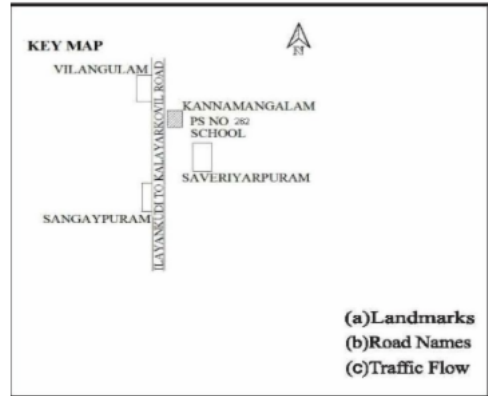 KEY MAP
N
VILANGULAM
ILAYANKUDI TO KALAYARKOVIL ROAD
KANNAMANGALAM
PS NO 282
SCHOOL
SAVERIYARPURAM
SANGAYPURAM
(a)Landmarks
(b)Road Names
(c)Traffic Flow